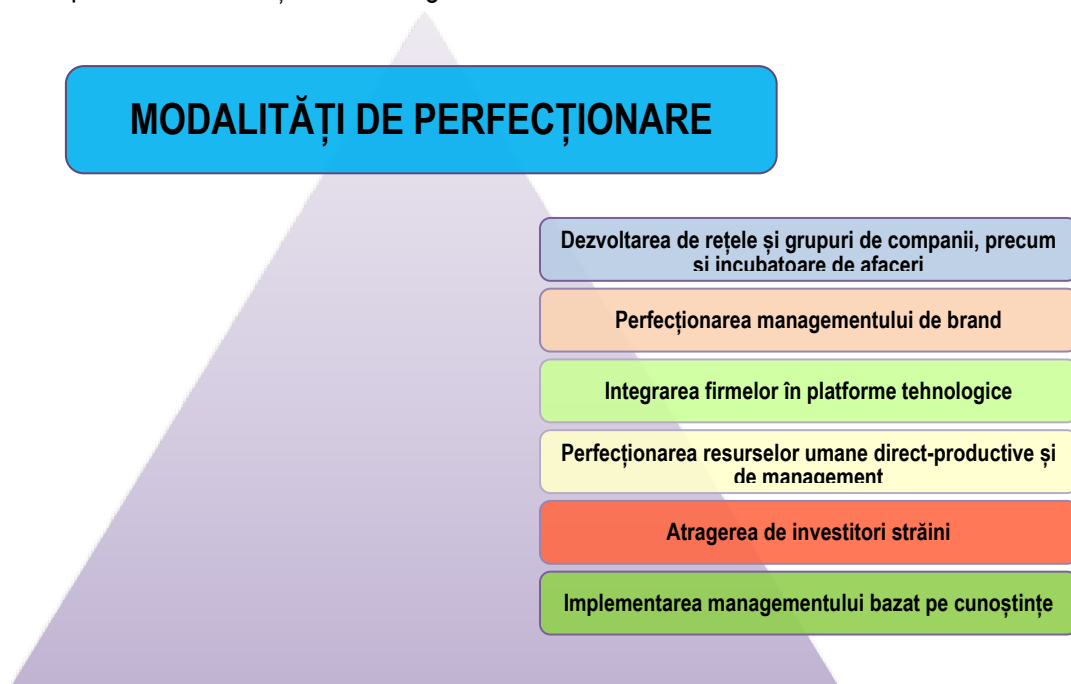 MODALITĂȚI DE PERFECȚIONARE
Dezvoltarea de rețele și grupuri de companii, precum
si incubatoare de afaceri
Perfecționarea managementului de brand
Integrarea firmelor în platforme tehnologice
Perfecționarea resurselor umane direct-productive și
de management
Atragerea de investitori străini
Implementarea managementului bazat pe cunoștințe